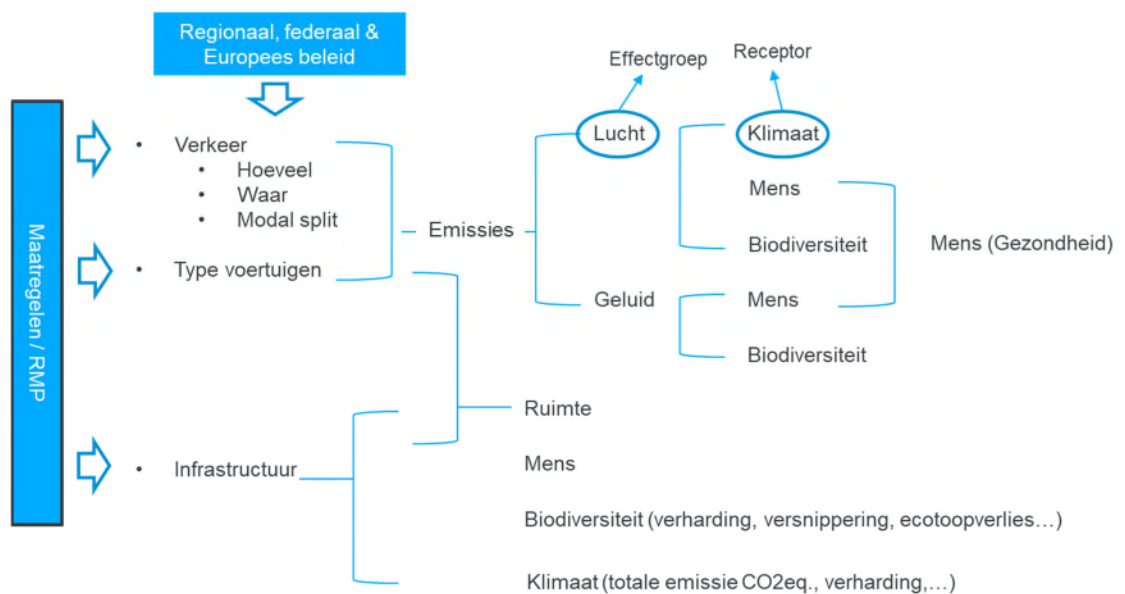 Regionaal, federaal &
Europees beleid
Effectgroep
Receptor
Maatregelen / RMP
• Verkeer
• Hoeveel
• Waar
• Modal split
• Type voertuigen
• Infrastructuur
Emissies
Lucht
Geluid
Klimaat
Mens
Biodiversiteit
Mens
Biodiversiteit
Mens (Gezondheid)
Ruimte
Mens
Biodiversiteit (verharding, versnippering, ecotoopverlies…)
Klimaat (totale emissie CO2eq., verharding,…)